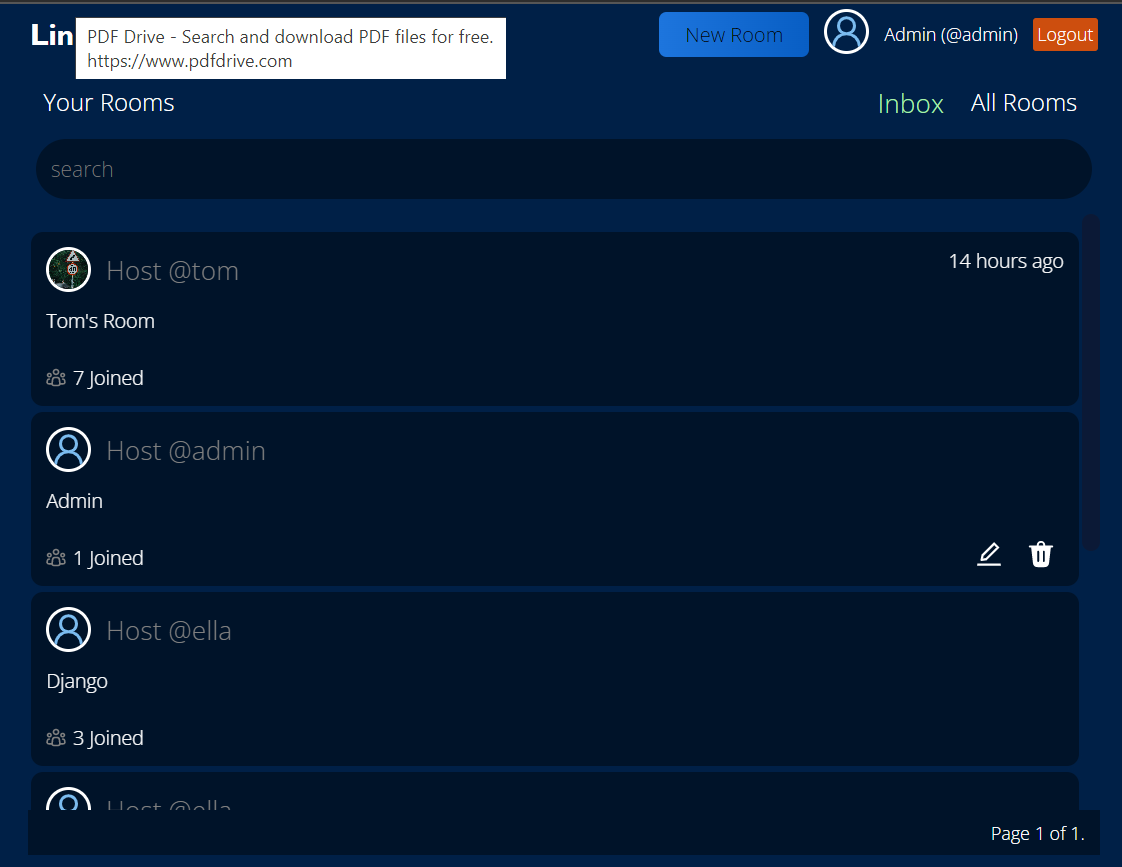 Lin
PDF Drive - Search and download PDF files for free.
https://www.pdfdrive.com
New Room
Admin (@admin)
Logout
Your Rooms
Inbox
All Rooms
search
Host @tom
14 hours ago
Tom's Room
7 Joined
Host @admin
Admin
1 Joined
Host @ella
Django
3 Joined
Host @ella
Page 1 of 1.